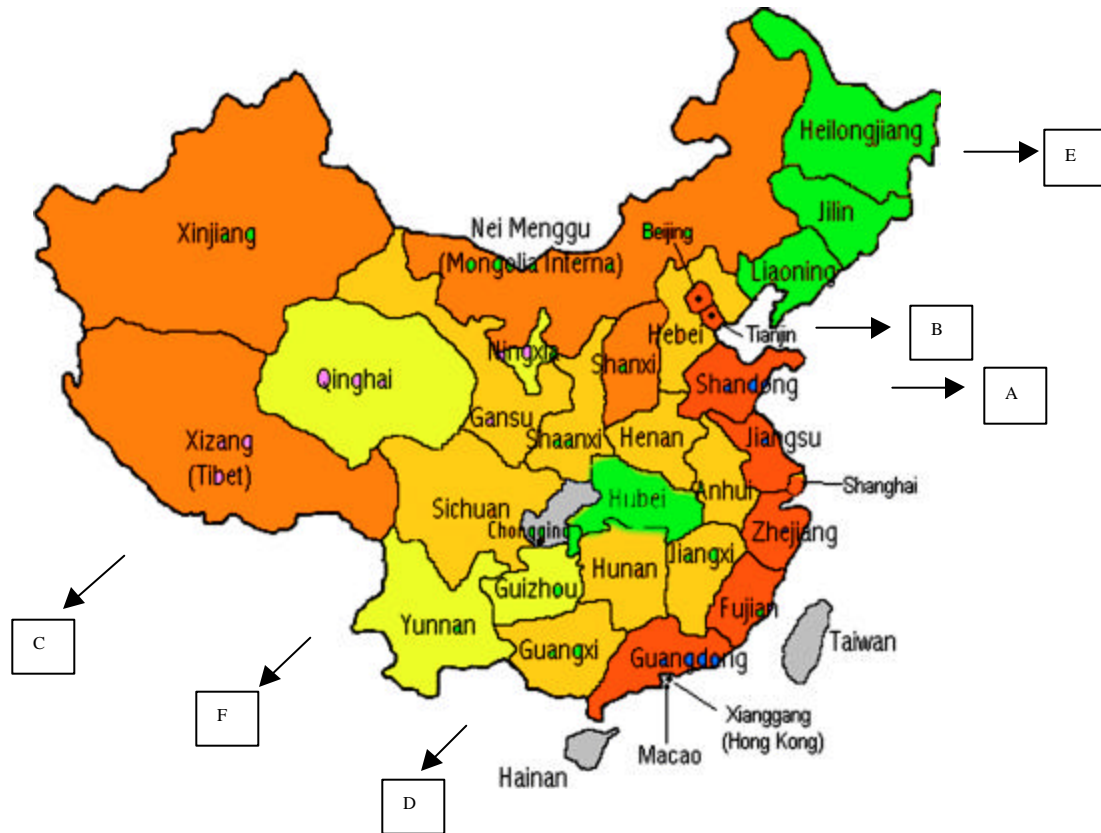 Heilongjiang
E
Jilin
Xinjiang
Nei Menggu
(Mongolia Interna)
Beijing
Liaoning
Hebei
Tianjin
B
Ningxia
Shanxi
Qinghai
Shandong
A
Gansu
Shaanxi
Henan
Jiangsu
Xizang
(Tibet)
Anhui
Shanghai
Sichuan
Hubei
Chongqing
Zhejiang
Jiangxi
Hunan
Guizhou
Fujian
Yunnan
C
Taiwan
Guangxi
Guangdong
F
Xianggang
(Hong Kong)
Macao
Hainan
D